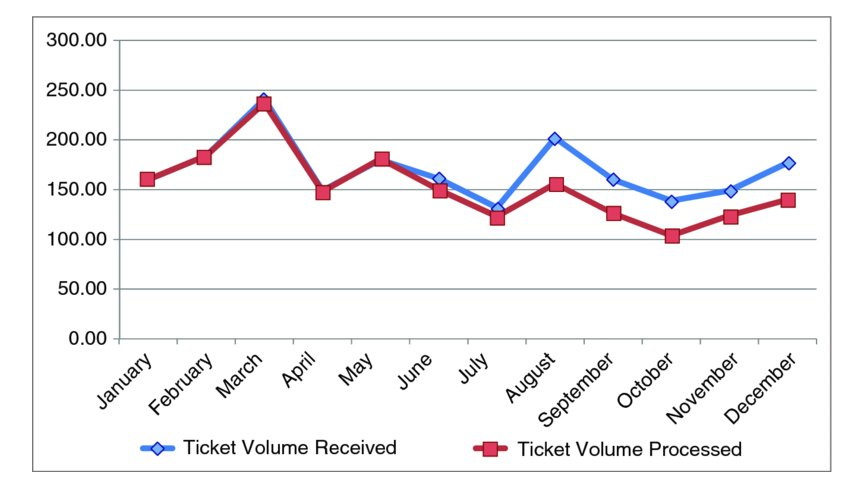 300.00
250.00
200.00
150.00
100.00
50.00
0.00
January
February
March
April
May
June
July
August
September
October
November
December
Ticket Volume Received
Ticket Volume Processed